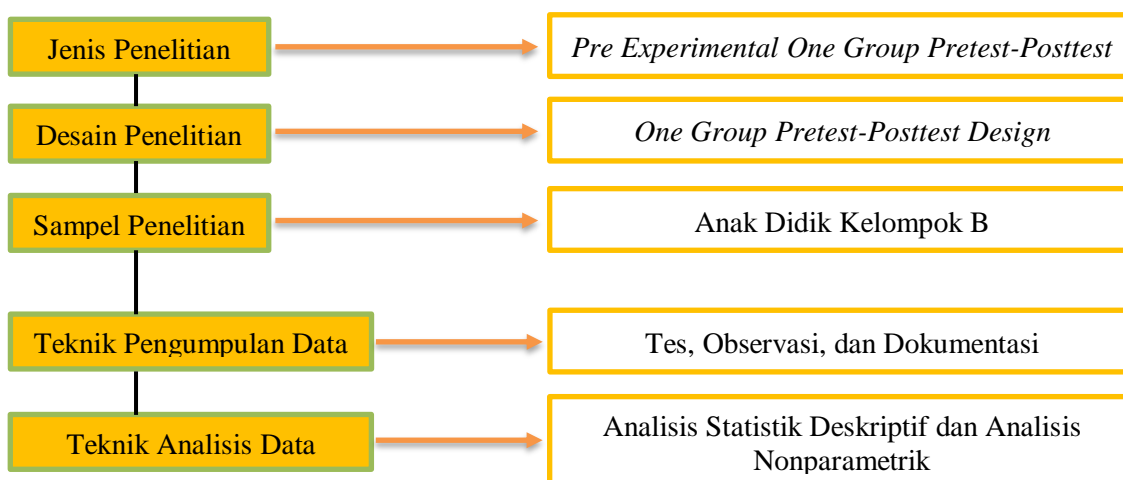 Jenis Penelitian
Pre Experimental One Group Pretest-Posttest
Desain Penelitian
One Group Pretest-Posttest Design
Sampel Penelitian
Anak Didik Kelompok B
Teknik Pengumpulan Data
Tes, Observasi, dan Dokumentasi
Teknik Analisis Data
Analisis Statistik Deskriptif dan Analisis
Nonparametrik